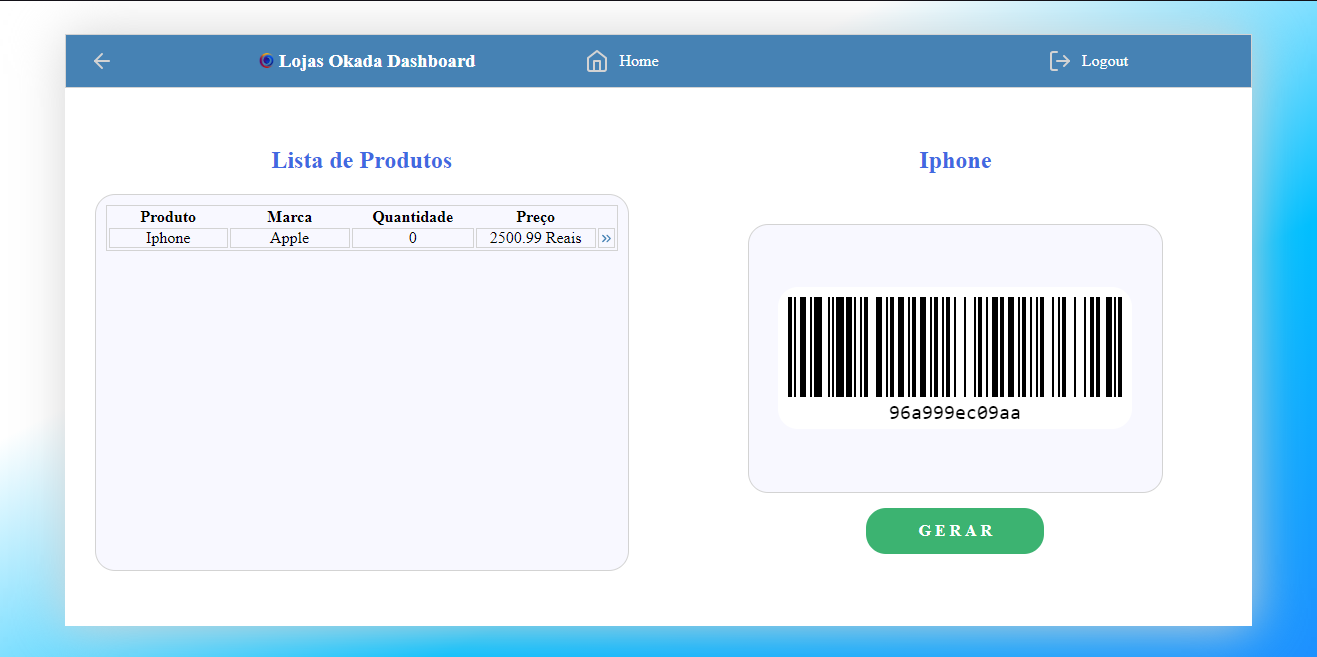 Lojas Okada Dashboard Home Logout
Lista de Produtos
Produto Marca Quantidade Preço
Iphone Apple 0 2500.99 Reais »
Iphone
96a999ec09aa
GERAR